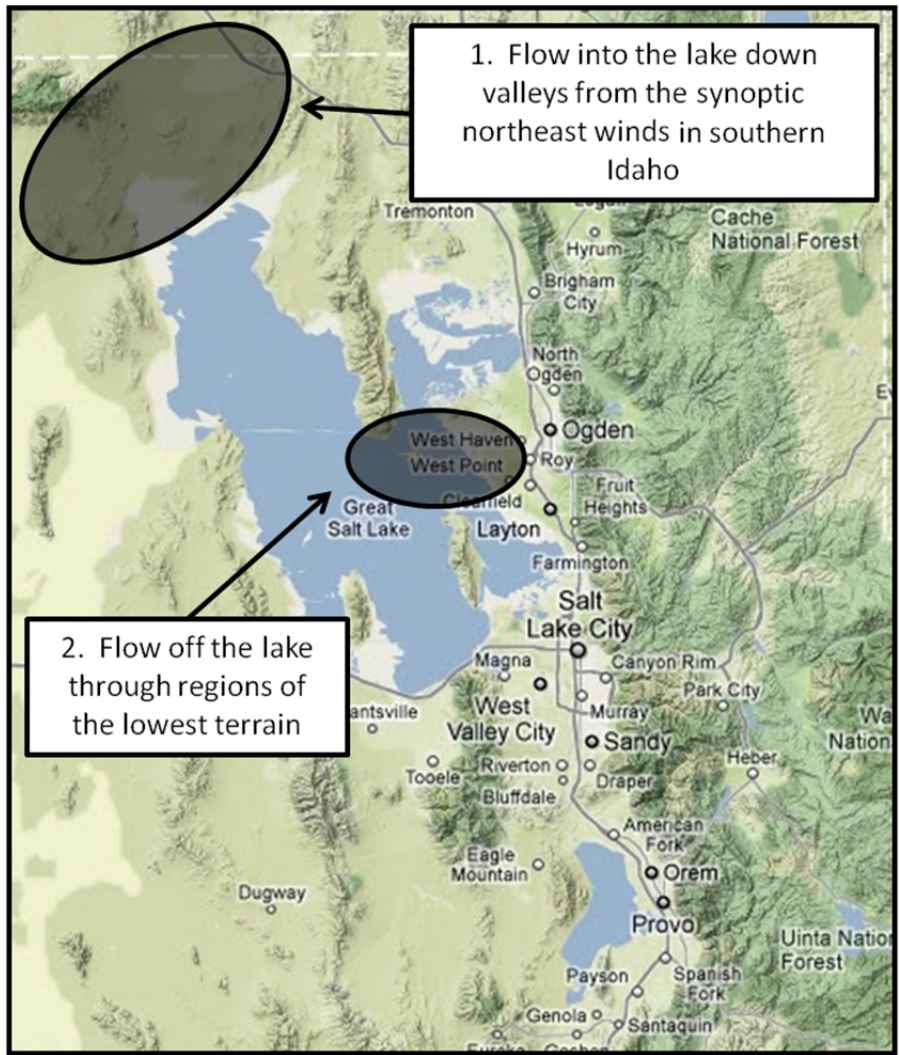 1. Flow into the lake down
valleys from the synoptic
northeast winds in southern
Idaho
Tremonton
Hyrum
Cache
National Forest
Brigham
City
North
Ogden
Ogden
West Haven
Roy
West Point
Fruit
Heights
Clearfield
Great
Salt Lake
Layton
Farmington
Salt
Lake City
2. Flow off the lake
through regions of
the lowest terrain
Magna
Canyon Rim
Park City
West
Valley City
Murray
antsville
Sandy
Wa
Nation
Heber
Riverton
Tooele
Draper
Bluffdale
American
Fork
Eagle
Mountain
Orem
Dugway
Provo
Uinta Natio
Forest
Payson
Spanish
Fork
Genola
Santaquin